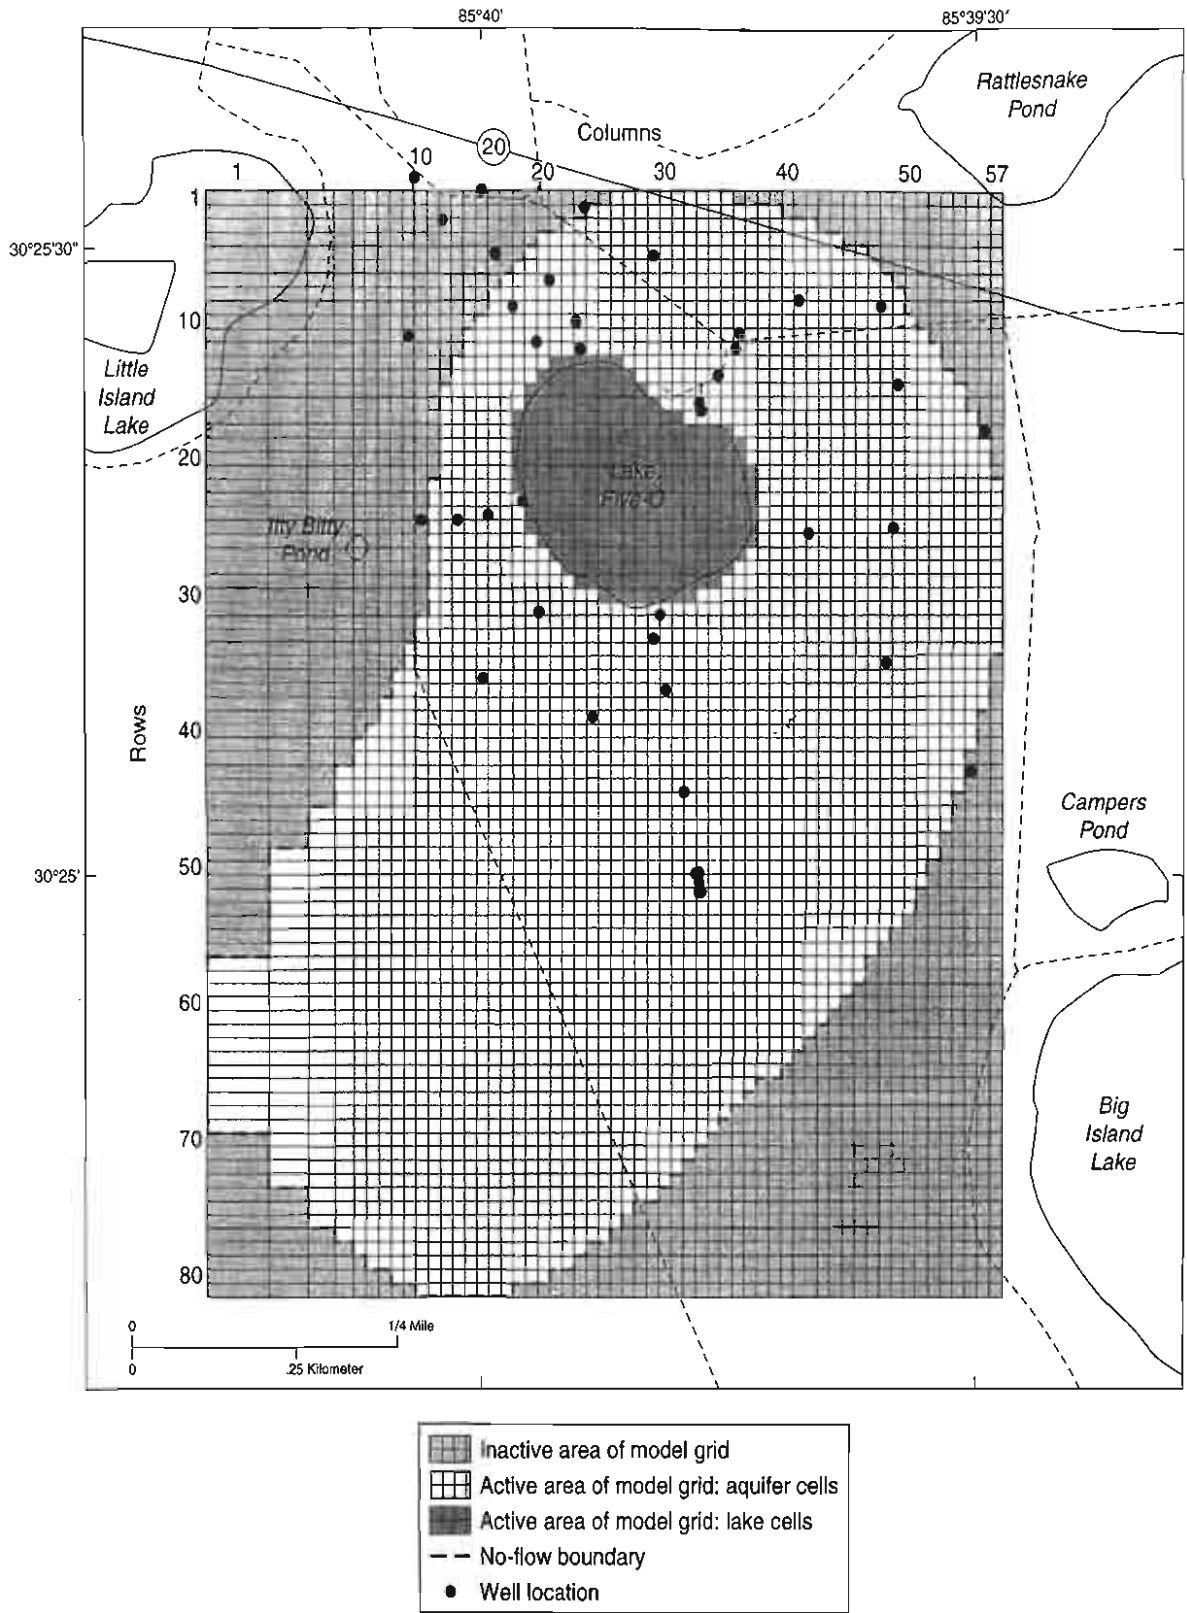 85°40′
85°39′30″
Rattlesnake
Pond
Columns
20
1
10
20
30
40
50
57
1
30°25′30″
10
Little
Island
Lake
20
Lake
Five
Itty Bitty
Pond
30
Rows
40
Campers
Pond
50
30°25′
60
Big
Island
Lake
70
80
0
1/4 Mile
0
.25 Kilometer
Inactive area of model grid
Active area of model grid: aquifer cells
Active area of model grid: lake cells
No-flow boundary
Well location